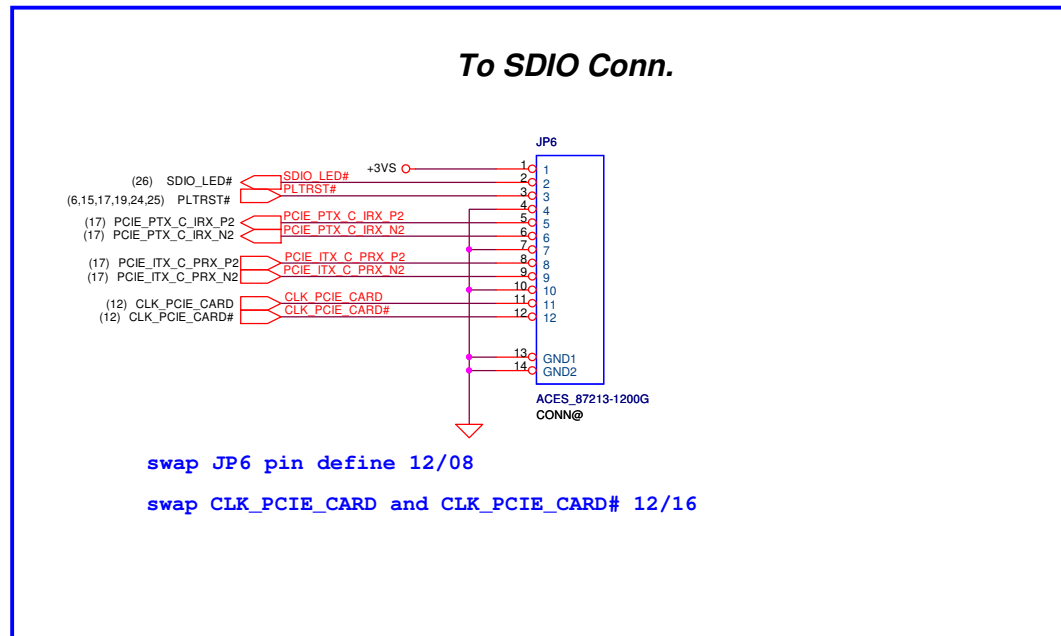 To SDIO Conn.
JP6
+3VS 1 1
(26) SDIO_LED# SDIO_LED# 2 2
(6,15,17,19,24,25) PLTRST# PLTRST# 3 3
4 4
(17) PCIE_PTX_C_IRX_P2 PCIE_PTX_C_IRX_P2 5 5
(17) PCIE_PTX_C_IRX_N2 PCIE_PTX_C_IRX_N2 6 6
7 7
(17) PCIE_ITX_C_PRX_P2 PCIE_ITX_C_PRX_P2 8 8
(17) PCIE_ITX_C_PRX_N2 PCIE_ITX_C_PRX_N2 9 9
10 10
(12) CLK_PCIE_CARD CLK_PCIE_CARD 11 11
(12) CLK_PCIE_CARD# CLK_PCIE_CARD# 12 12
13 GND1
14 GND2
ACES_87213-1200G
CONN@
swap JP6 pin define 12/08
swap CLK_PCIE_CARD and CLK_PCIE_CARD# 12/16